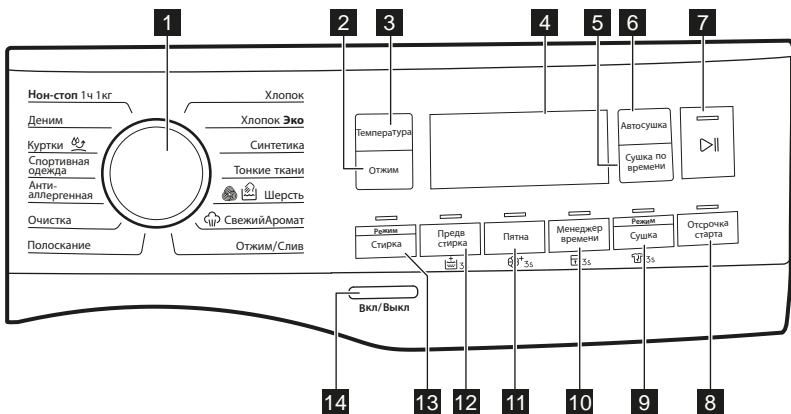 1
2
3
4
5
6
7
Нон-стоп 1ч 1кг
Деним
Куртки
Спортивная
одежда
Анти-
аллергенная
Очистка
Полоскание
Хлопок
Хлопок Эко
Синтетика
Тонкие ткани
Шерсть
СвежийАромат
Отжим/Слив
Температура
Отжим
Автосушка
Сушка по
времени
Режим
Стирка
Предв
стирка
3
Пятна
3s
Менеджер
времени
3s
Режим
Сушка
3s
Отсрочка
старта
Вкл/Выкл
14
13
12
11
10
9
8